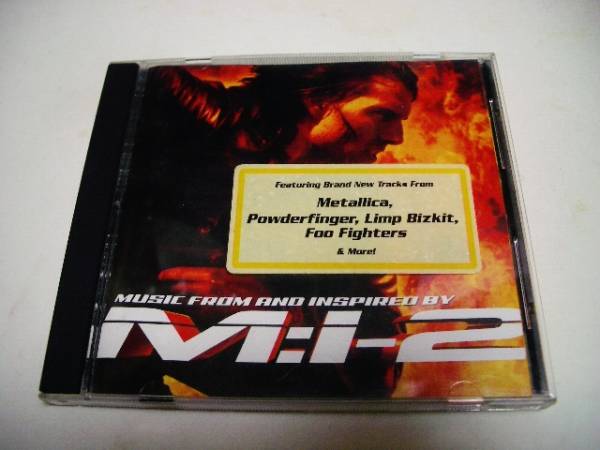 Featuring Brand New Tracks From
Metallica,
Powderfinger, Limp Bizkit,
Foo Fighters
& More!
MUSIC FROM AND INSPIRED BY
M:I-2